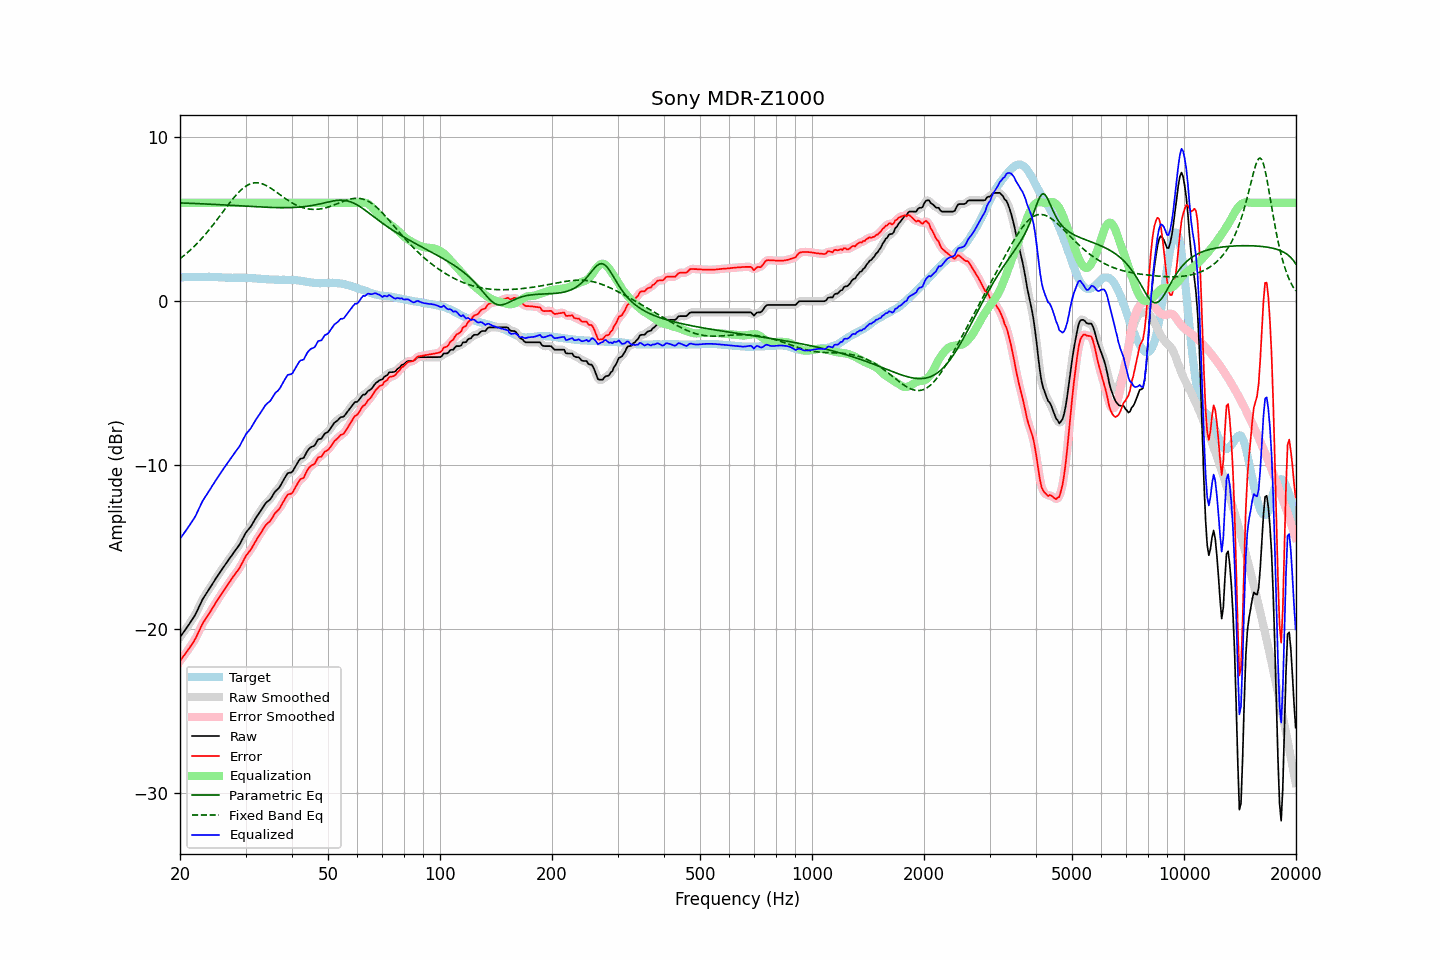 Sony MDR-Z1000
Amplitude (dBr)
10
0
−10
−20
−30
Target
Raw Smoothed
Error Smoothed
Raw
Error
Equalization
Parametric Eq
Fixed Band Eq
Equalized
20 50 100 200 500 1000 2000 5000 10000 20000
Frequency (Hz)